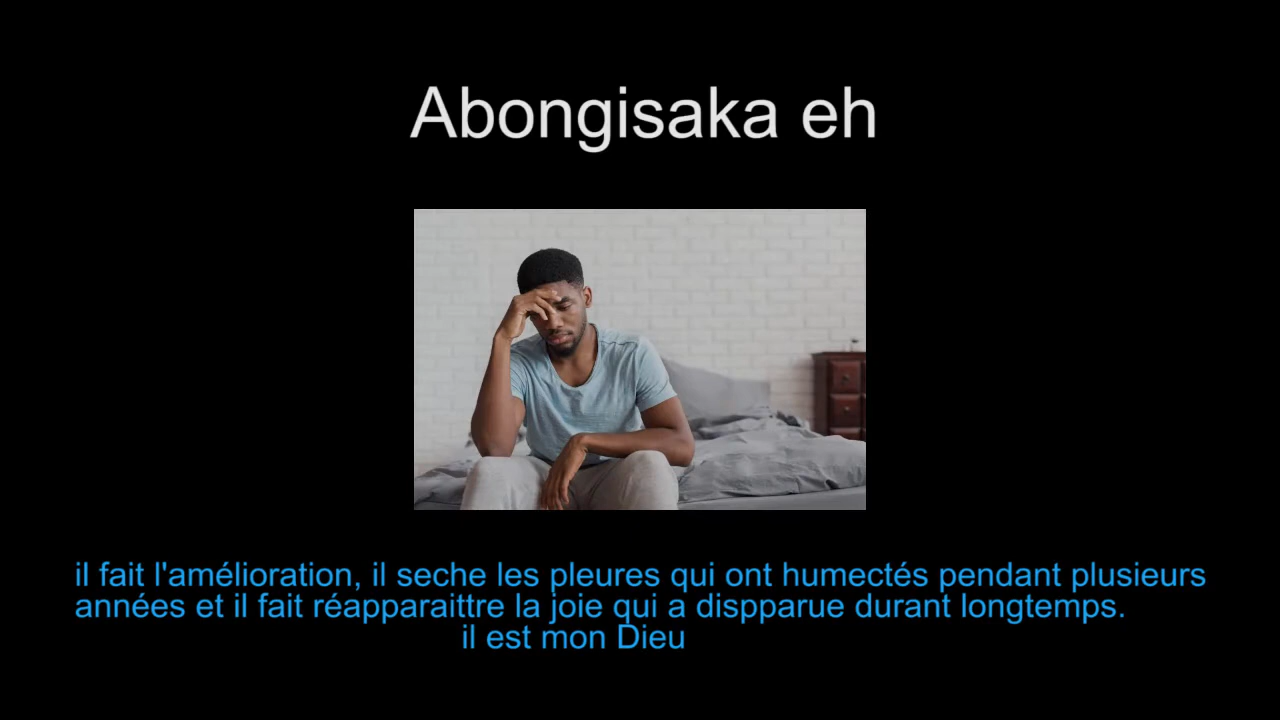 Abongisaka eh
il fait l'amélioration, il seche les pleures qui ont humectés pendant plusieurs
années et il fait réapparaittre la joie qui a dispparue durant longtemps.
il est mon Dieu